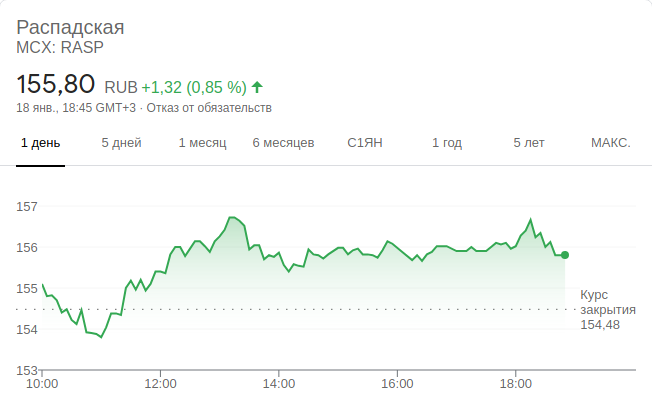 Распадская
MCX: RASP
155,80 RUB +1,32 (0,85 %)
18 янв., 18:45 GMT+3 · Отказ от обязательств
1 день 5 дней 1 месяц 6 месяцев С1ЯН 1 год 5 лет МАКС.
157
156
155
154
153
Курс
закрытия
154,48
10:00 12:00 14:00 16:00 18:00